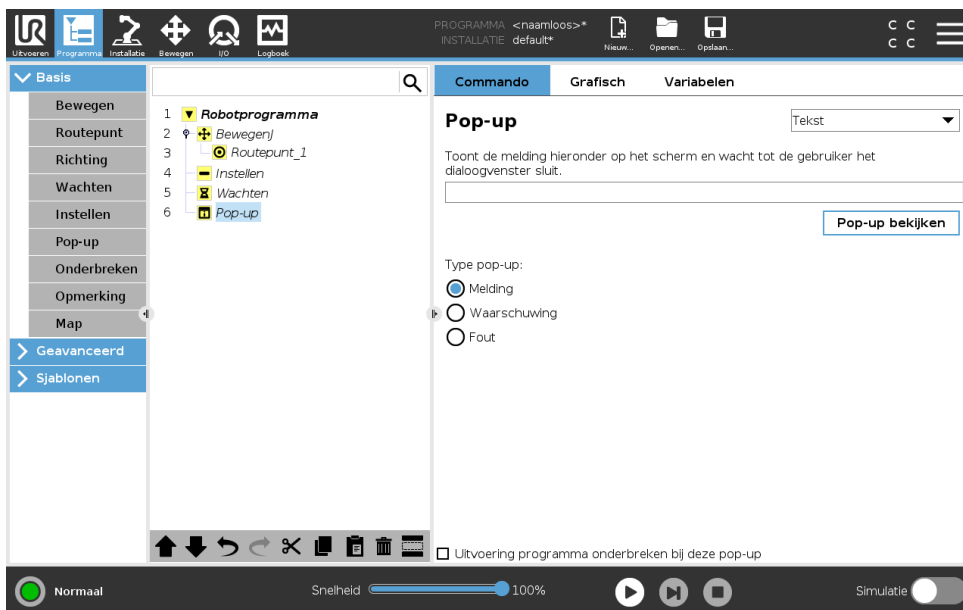 UR
PROGRAMMA <naamloos>*
INSTALLATIE default*
C C
C C
Uitvoeren Programma Installatie Bewegen I/O Logboek Nieuw... Openen... Opslaan...
Basis
Bewegen
Routepunt
Richting
Wachten
Instellen
Pop-up
Onderbreken
Opmerking
Map
Geavanceerd
Sjablonen
1 Robotprogramma
2 BewegenJ
3 Routepunt_1
4 Instellen
5 Wachten
6 Pop-up
Commando Grafisch Variabelen
Pop-up
Tekst
Toont de melding hieronder op het scherm en wacht tot de gebruiker het
dialoogvenster sluit.
Pop-up bekijken
Type pop-up:
Melding
Waarschuwing
Fout
Uitvoering programma onderbreken bij deze pop-up
Normaal
Snelheid 100%
Simulatie